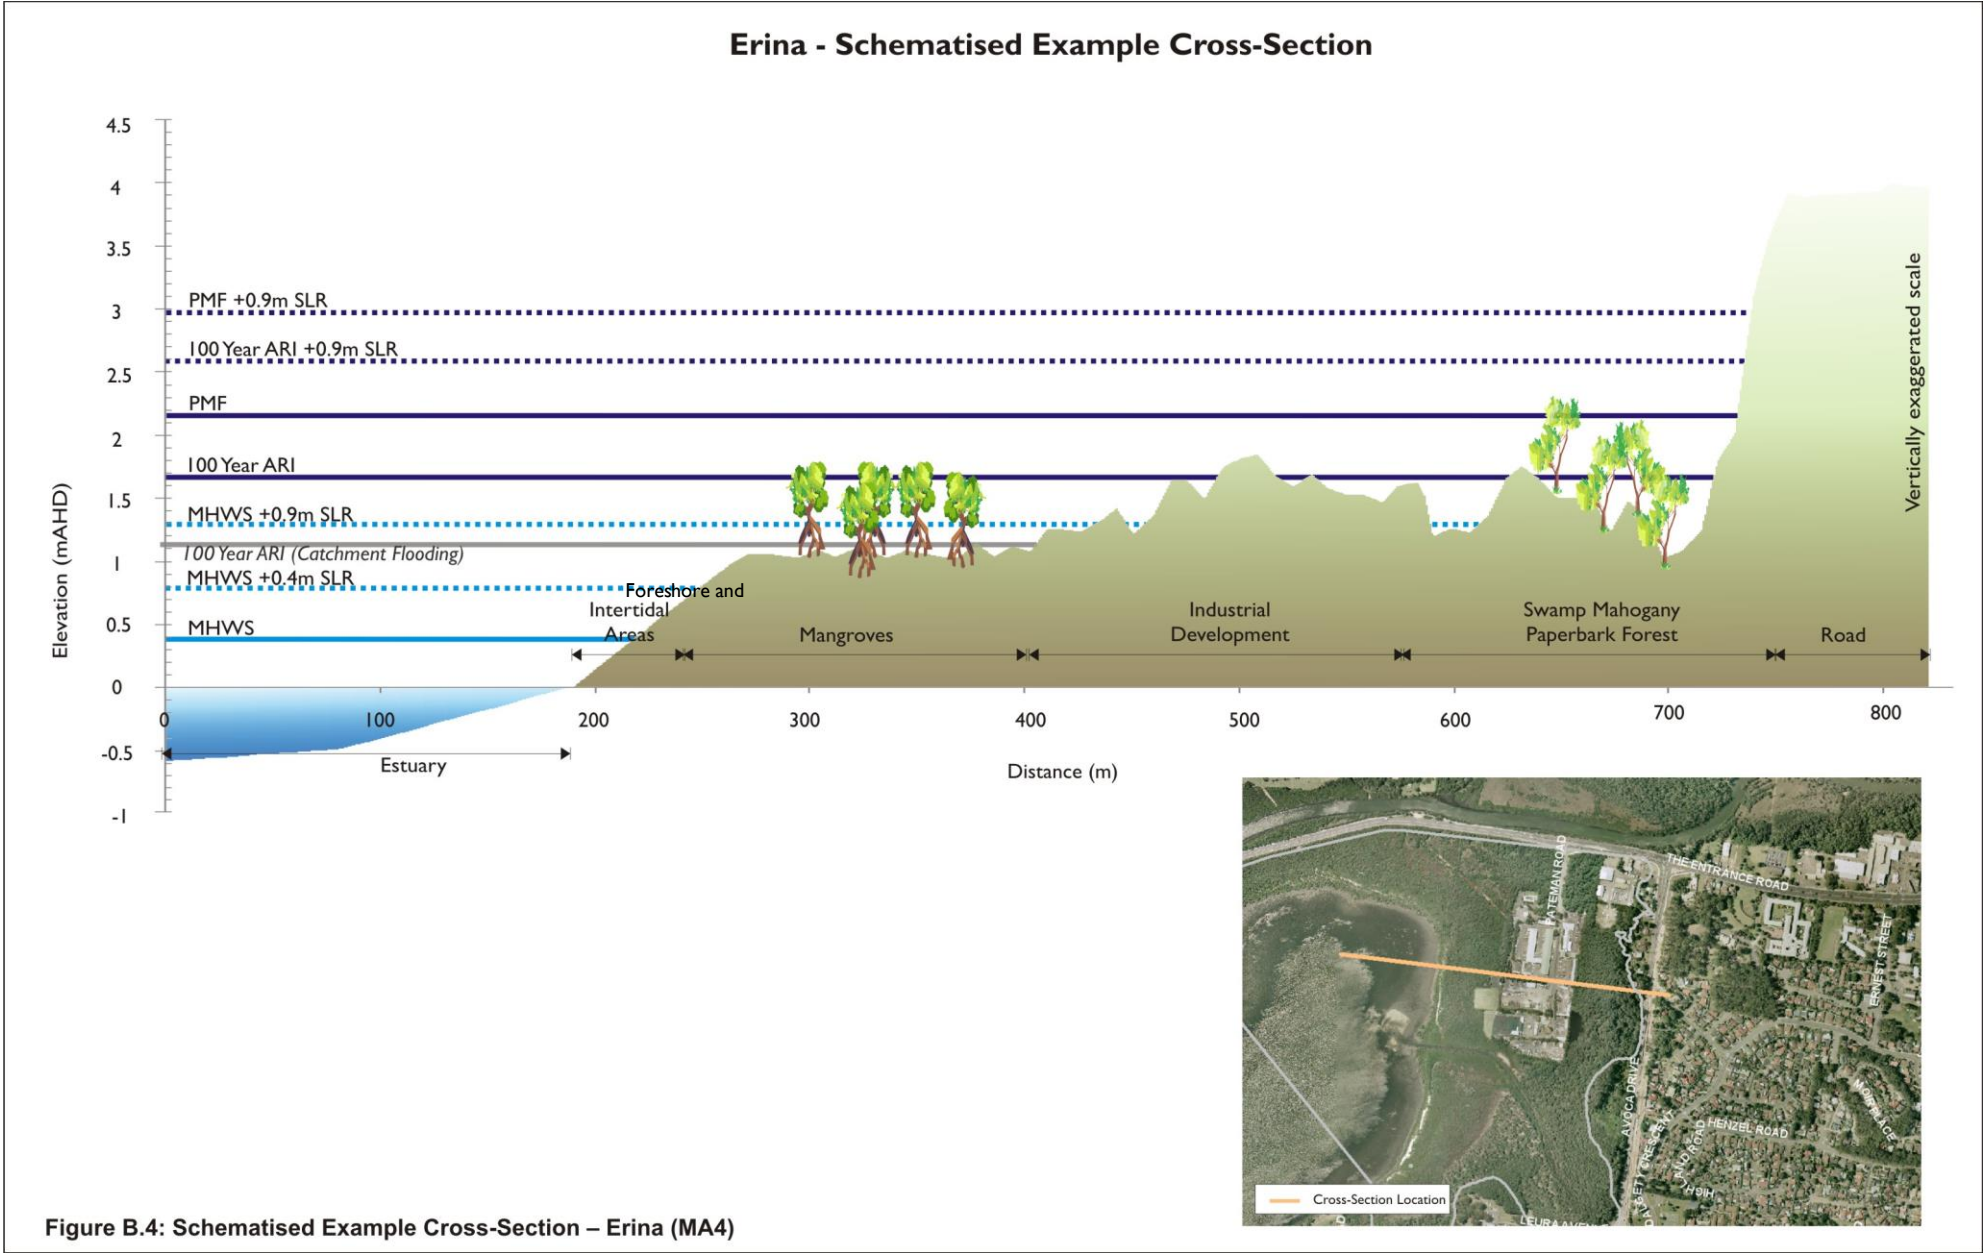 Erina - Schematised Example Cross-Section
4.5
4
3.5
3
2.5
2
1.5
1
0.5
0
-0.5
-1
Elevation (mAHD)
PMF +0.9m SLR
100 Year ARI +0.9m SLR
PMF
100 Year ARI
MHWS +0.9m SLR
100 Year ARI (Catchment Flooding)
MHWS +0.4m SLR
MHWS
Foreshore and
Intertidal
Areas
Mangroves
Industrial
Development
Swamp Mahogany
Paperbark Forest
Road
Vertically exaggerated scale
0
100
200
300
400
500
600
700
800
Estuary
Distance (m)
THE ENTRANCE ROAD
PATEMAN ROAD
ERNEST STREET
AVOCA DRIVE
HENZEL ROAD
Cross-Section Location
Figure B.4: Schematised Example Cross-Section – Erina (MA4)